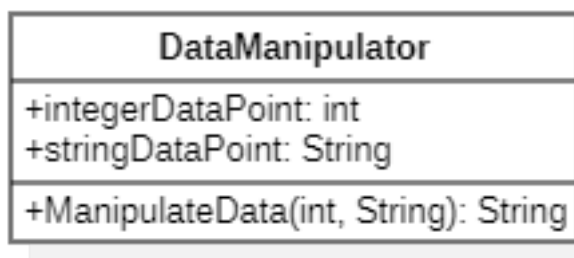 DataManipulator
+integerDataPoint: int
+stringDataPoint: String
+ManipulateData(int, String): String